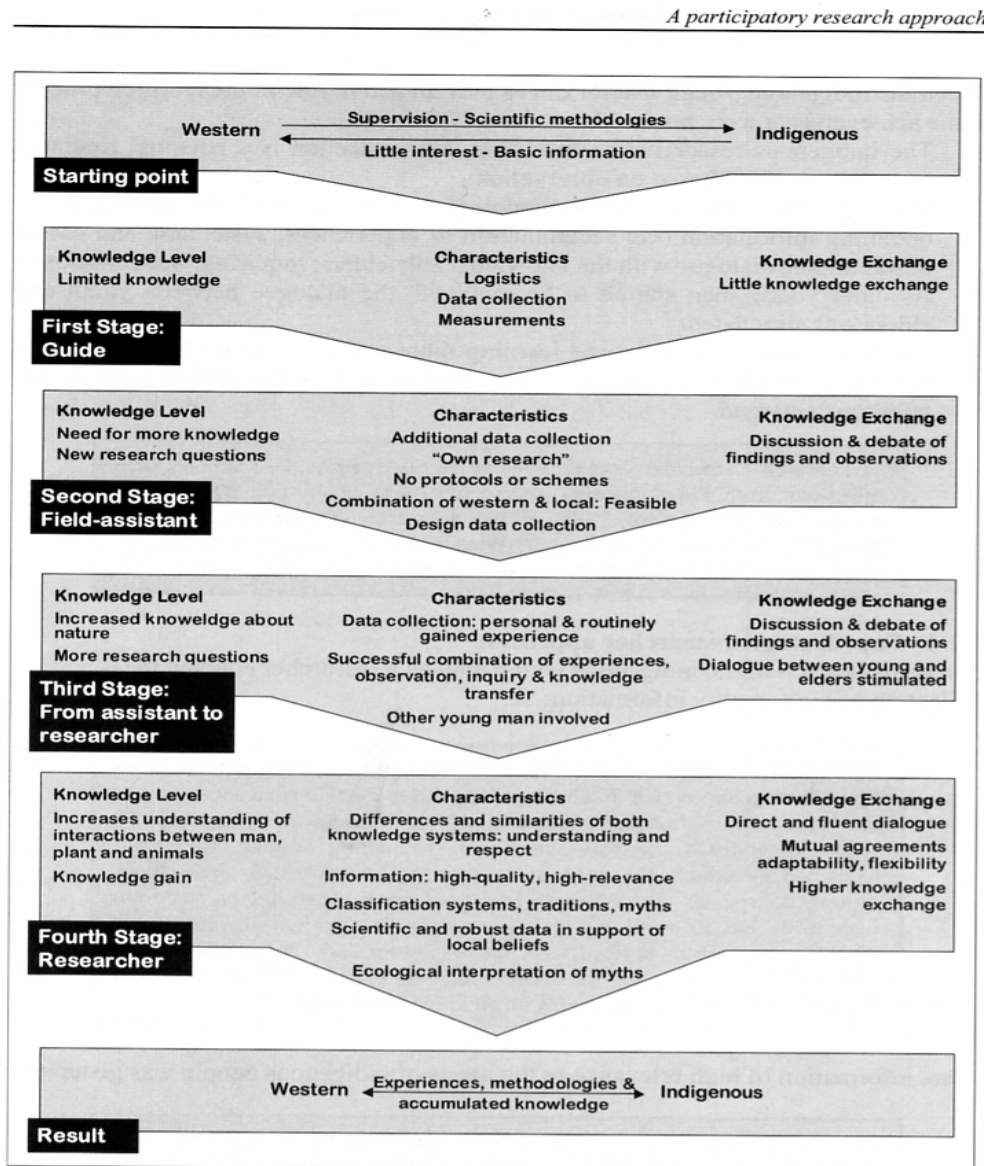 A participatory research approach
Supervision - Scientific methodolgies
Western
Indigenous
Little interest - Basic information
Starting point
Knowledge Level
Limited knowledge
Characteristics
Logistics
Data collection
Measurements
Knowledge Exchange
Little knowledge exchange
First Stage:
Guide
Knowledge Level
Need for more knowledge
New research questions
Characteristics
Additional data collection
“Own research”
No protocols or schemes
Combination of western & local: Feasible
Design data collection
Knowledge Exchange
Discussion & debate of
findings and observations
Second Stage:
Field-assistant
Knowledge Level
Increased knoweldge about
nature
More research questions
Characteristics
Data collection: personal & routinely
gained experience
Successful combination of experiences,
observation, inquiry & knowledge
transfer
Other young man involved
Knowledge Exchange
Discussion & debate of
findings and observations
Dialogue between young and
elders stimulated
Third Stage:
From assistant to
researcher
Knowledge Level
Increases understanding of
interactions between man,
plant and animals
Knowledge gain
Characteristics
Differences and similarities of both
knowledge systems: understanding and
respect
Information: high-quality, high-relevance
Classification systems, traditions, myths
Scientific and robust data in support of
local beliefs
Ecological interpretation of myths
Knowledge Exchange
Direct and fluent dialogue
Mutual agreements
adaptability, flexibility
Higher knowledge
exchange
Fourth Stage:
Researcher
Western
Experiences, methodologies &
accumulated knowledge
Indigenous
Result